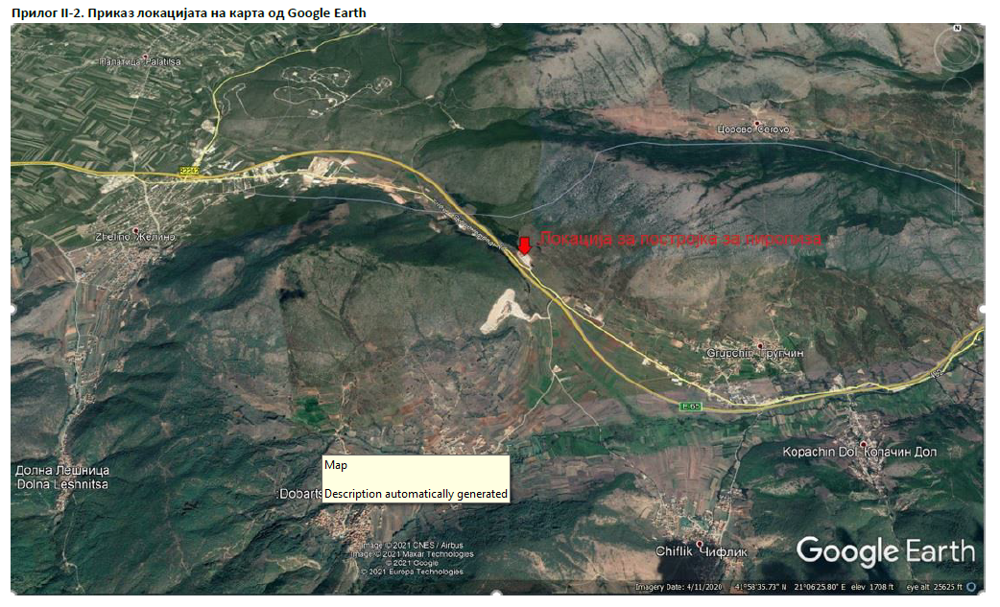 Прилог II-2. Приказ локацијата на карта од Google Earth
N
Палатица Palatitsa
Церово Cerovo
R2242
Zhelino Желино
Локација за постројке за пиролиза
Grupchin Групчин
E-65
Kopachin Dol Копачин Дол
Долна Лешница
Dolna Leshnitsa
Map
Description automatically generated
Dobarts
Chiflik Чифлик
Image © 2021 CNES / Airbus
Image © 2021 Maxar Technologies
© 2021 Google
© 2021 Europa Technologies
Google Earth
Imagery Date: 4/11/2020 41°58'35.73" N 21°06'25.80" E elev 1708 ft eye alt 25625 ft